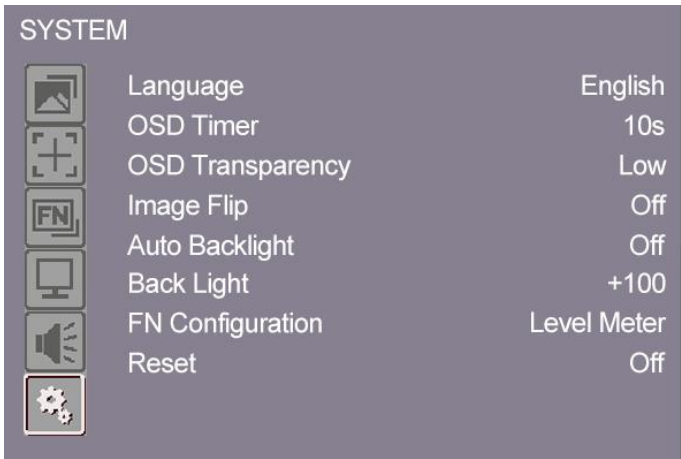 SYSTEM
Language English
OSD Timer 10s
OSD Transparency Low
Image Flip Off
FN
Auto Backlight Off
Back Light +100
FN Configuration Level Meter
Reset Off